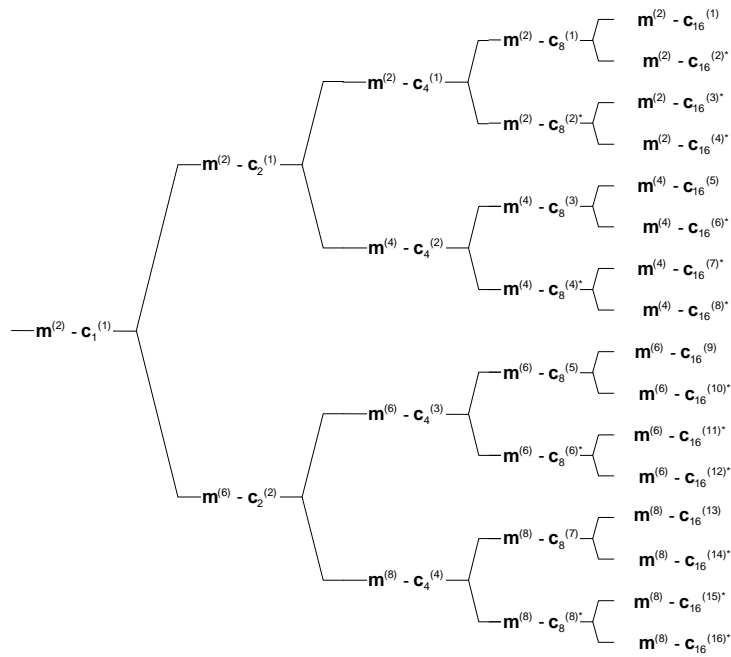 m(2) - c16(1)
m(2) - c8(1)
m(2) - c16(2)*
m(2) - c4(1)
m(2) - c16(3)*
m(2) - c8(2)*
m(2) - c16(4)*
m(2) - c2(1)
m(4) - c16(5)
m(4) - c8(3)
m(4) - c16(6)*
m(4) - c4(2)
m(4) - c16(7)*
m(4) - c8(4)*
m(4) - c16(8)*
m(2) - c1(1)
m(6) - c16(9)
m(6) - c8(5)
m(6) - c16(10)*
m(6) - c4(3)
m(6) - c16(11)*
m(6) - c8(6)*
m(6) - c16(12)*
m(6) - c2(2)
m(8) - c16(13)
m(8) - c8(7)
m(8) - c16(14)*
m(8) - c4(4)
m(8) - c16(15)*
m(8) - c8(8)*
m(8) - c16(16)*